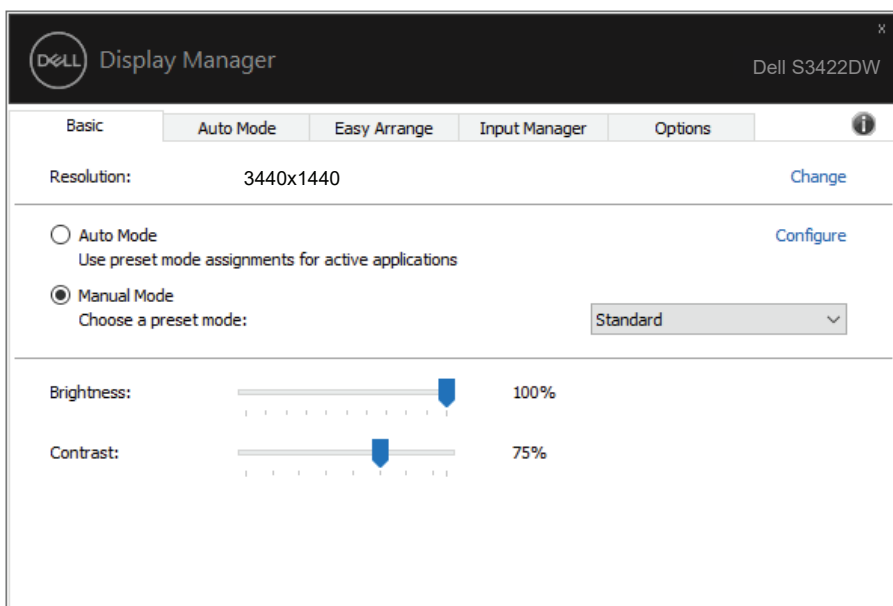 x
DELL Display Manager
Dell S3422DW
Basic Auto Mode Easy Arrange Input Manager Options i
Resolution: 3440x1440 Change
Auto Mode Configure
Use preset mode assignments for active applications
Manual Mode
Choose a preset mode: Standard
Brightness: 100%
Contrast: 75%